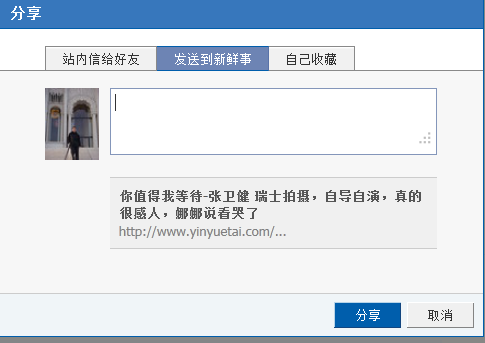 分享
站内信给好友
发送到新鲜事
自己收藏
你值得我等待-张卫健 瑞士拍摄，自导自演，真的
很感人，娜娜说看哭了
http://www.yinyuetai.com/...
分享
取消